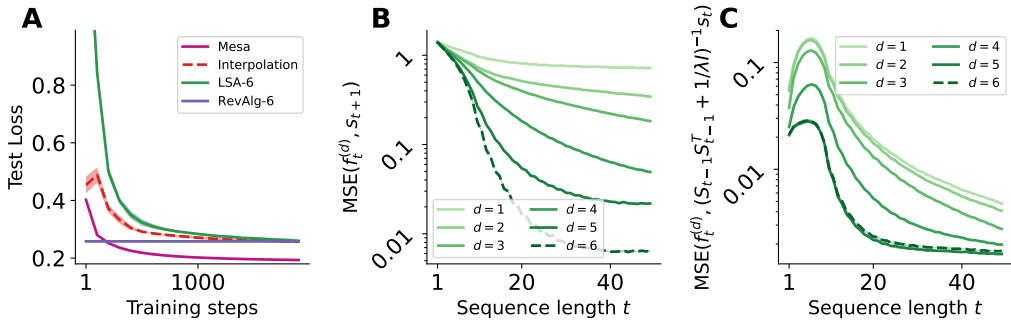 A
Test Loss
0.8
0.6
0.4
0.2
1
1000
Training steps
Mesa
Interpolation
LSA-6
RevAlg-6
B
MSE(f_t^{(d)}, s_{t+1})
1
0.1
0.01
1
20
40
Sequence length t
d = 1
d = 2
d = 3
d = 4
d = 5
d = 6
C
MSE(f_t^{(d)}, (S_{t-1}S_{t-1}^T + 1/λI)^{-1}s_t)
0.1
0.01
1
20
40
Sequence length t
d = 1
d = 2
d = 3
d = 4
d = 5
d = 6